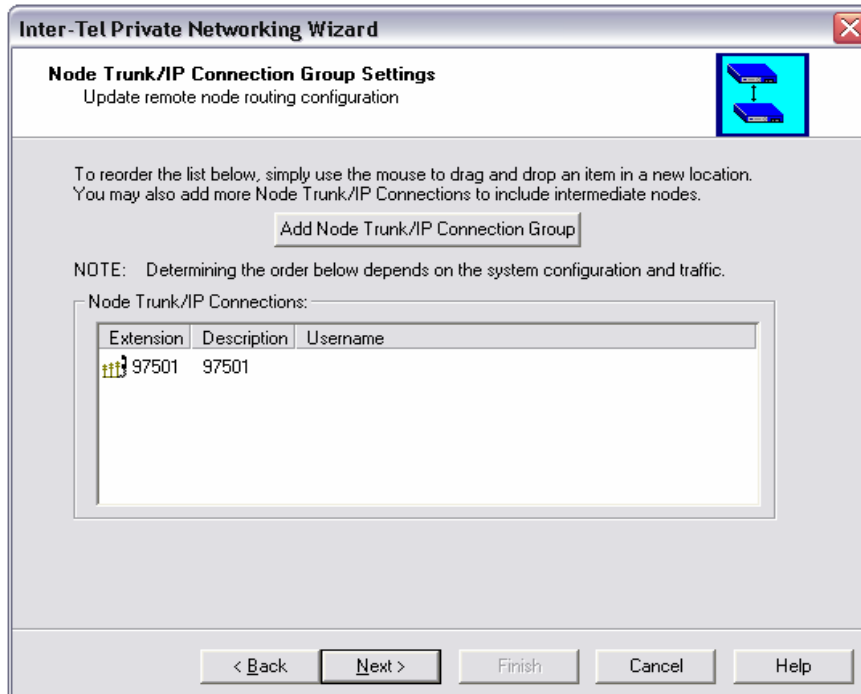 Inter-Tel Private Networking Wizard
Node Trunk/IP Connection Group Settings
Update remote node routing configuration
To reorder the list below, simply use the mouse to drag and drop an item in a new location.
You may also add more Node Trunk/IP Connections to include intermediate nodes.
Add Node Trunk/IP Connection Group
NOTE: Determining the order below depends on the system configuration and traffic.
Node Trunk/IP Connections:
Extension Description Username
97501 97501
< Back Next > Finish Cancel Help